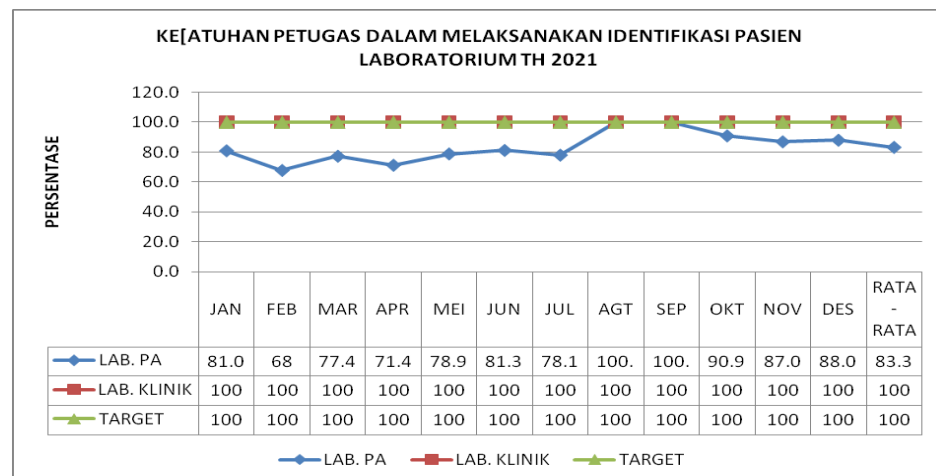 KE[ATUHAN PETUGAS DALAM MELAKSANAKAN IDENTIFIKASI PASIEN
LABORATORIUM TH 2021
PERSENTASE
120.0
100.0
80.0
60.0
40.0
20.0
0.0
JAN FEB MAR APR MEI JUN JUL AGT SEP OKT NOV DES RATA
-
RATA
LAB. PA 81.0 68 77.4 71.4 78.9 81.3 78.1 100. 100. 90.9 87.0 88.0 83.3
LAB. KLINIK 100 100 100 100 100 100 100 100 100 100 100 100 100
TARGET 100 100 100 100 100 100 100 100 100 100 100 100 100
LAB. PA LAB. KLINIK TARGET